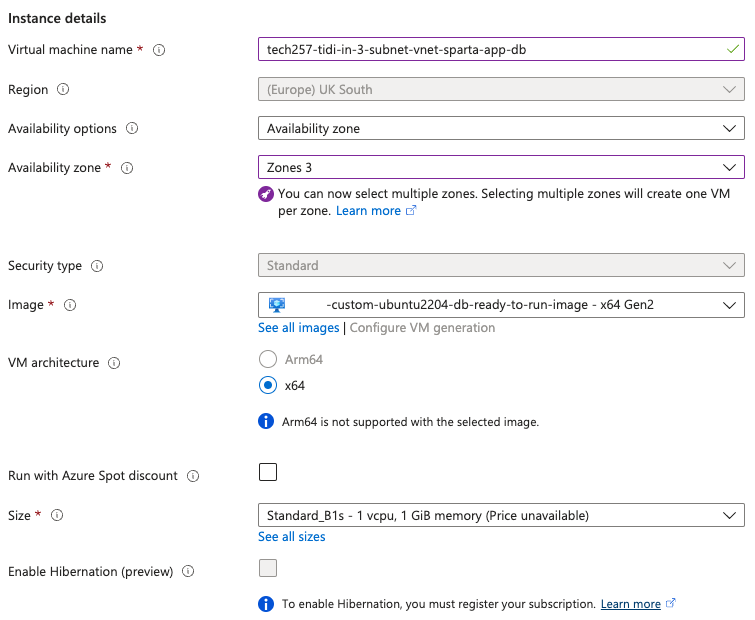 Instance details
Virtual machine name *
tech257-tidi-in-3-subnet-vnet-sparta-app-db
Region
(Europe) UK South
Availability options
Availability zone
Availability zone *
Zones 3
You can now select multiple zones. Selecting multiple zones will create one VM
per zone. Learn more
Security type
Standard
Image *
-custom-ubuntu2204-db-ready-to-run-image - x64 Gen2
See all images | Configure VM generation
VM architecture
Arm64
x64
Arm64 is not supported with the selected image.
Run with Azure Spot discount
Size *
Standard_B1s - 1 vcpu, 1 GiB memory (Price unavailable)
See all sizes
Enable Hibernation (preview)
To enable Hibernation, you must register your subscription. Learn more